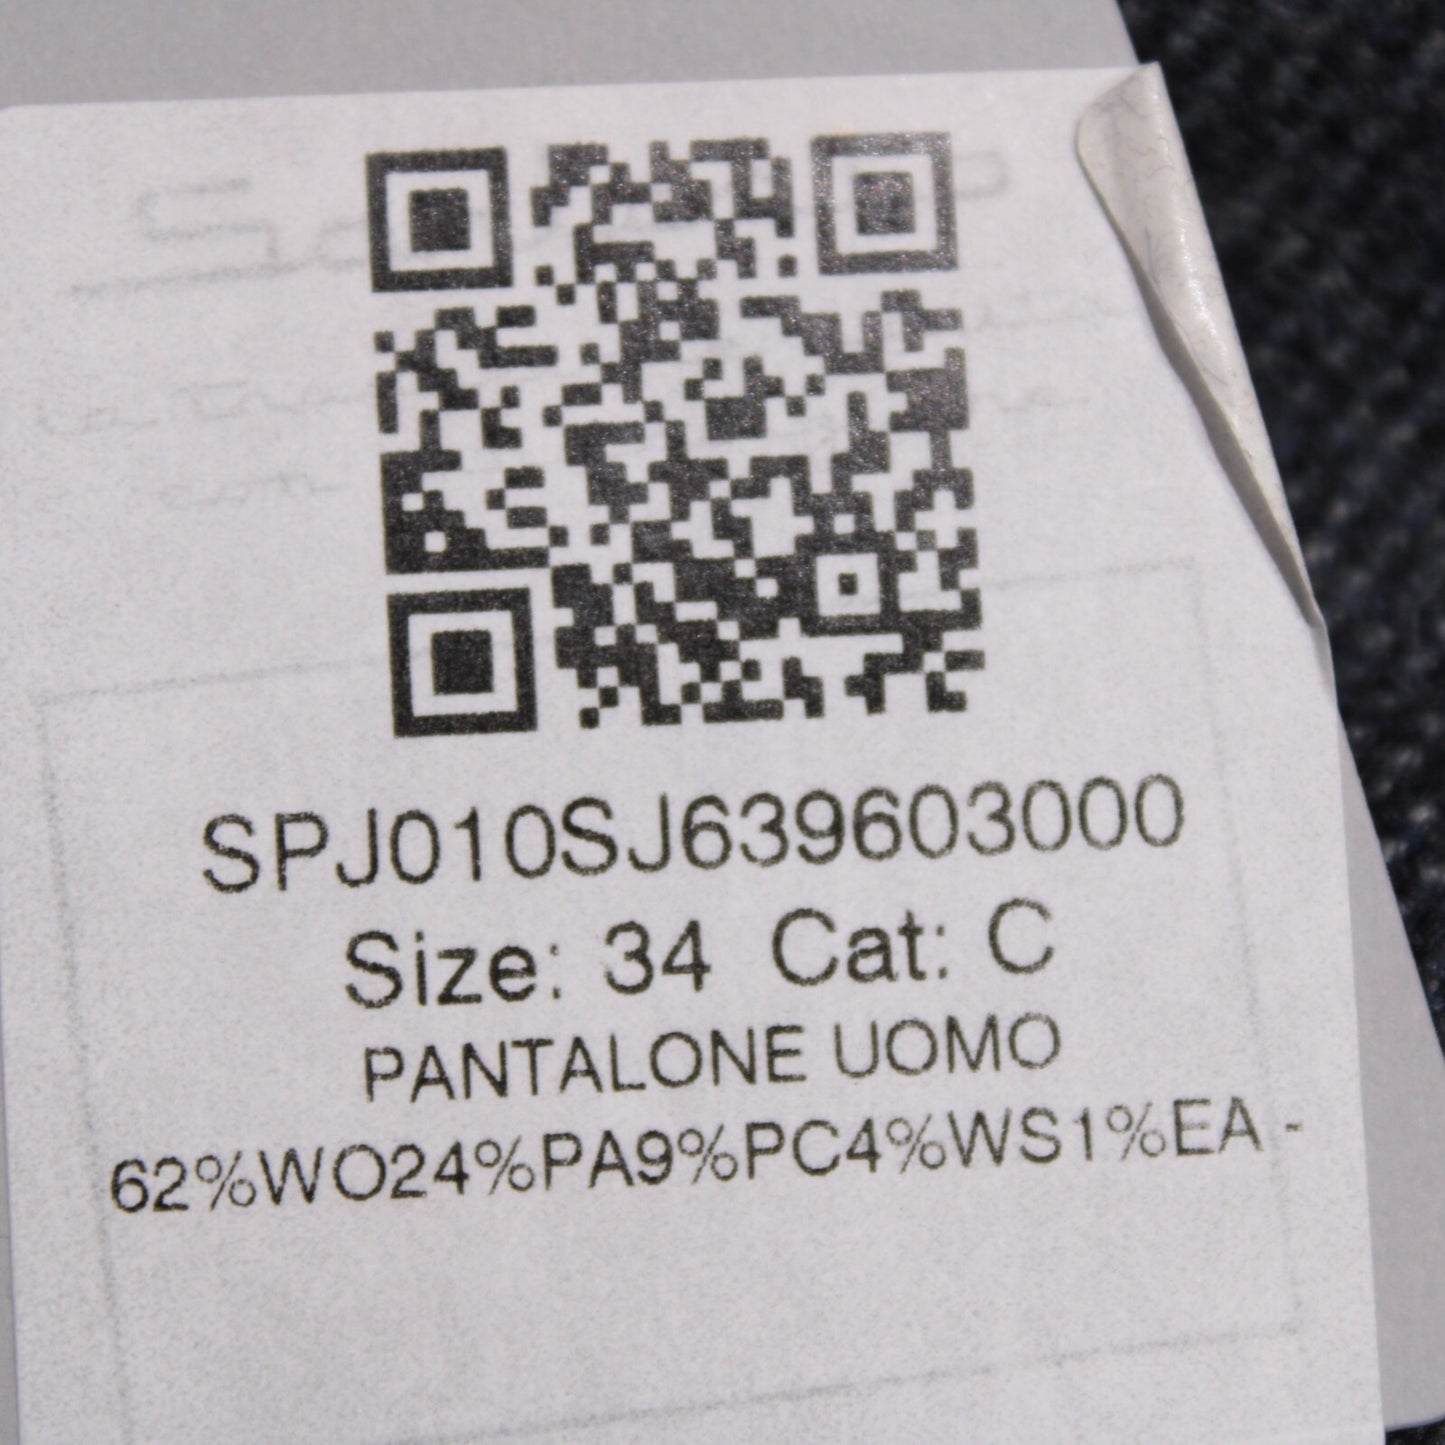 SPJ010SJ639603000
Size: 34 Cat: C
PANTALONE UOMO
62%WO24%PA9%PC4%WS1%EA -